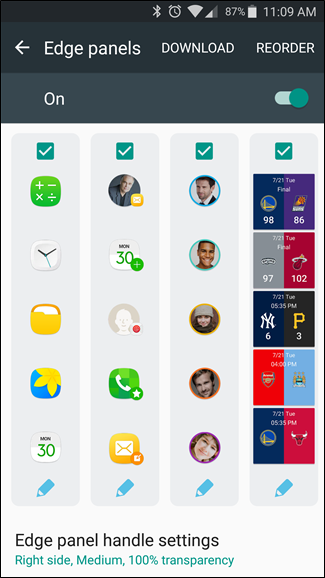 87% 11:09 AM
Edge panels DOWNLOAD REORDER
On
7/21 Tue
Final
98 86
MON
30
7/21 Tue
Final
97 102
7/21 Tue
05:35 PM
6 3
7/21 Tue
04:00 PM
MON
30
7/21 Tue
05:35 PM
Edge panel handle settings
Right side, Medium, 100% transparency